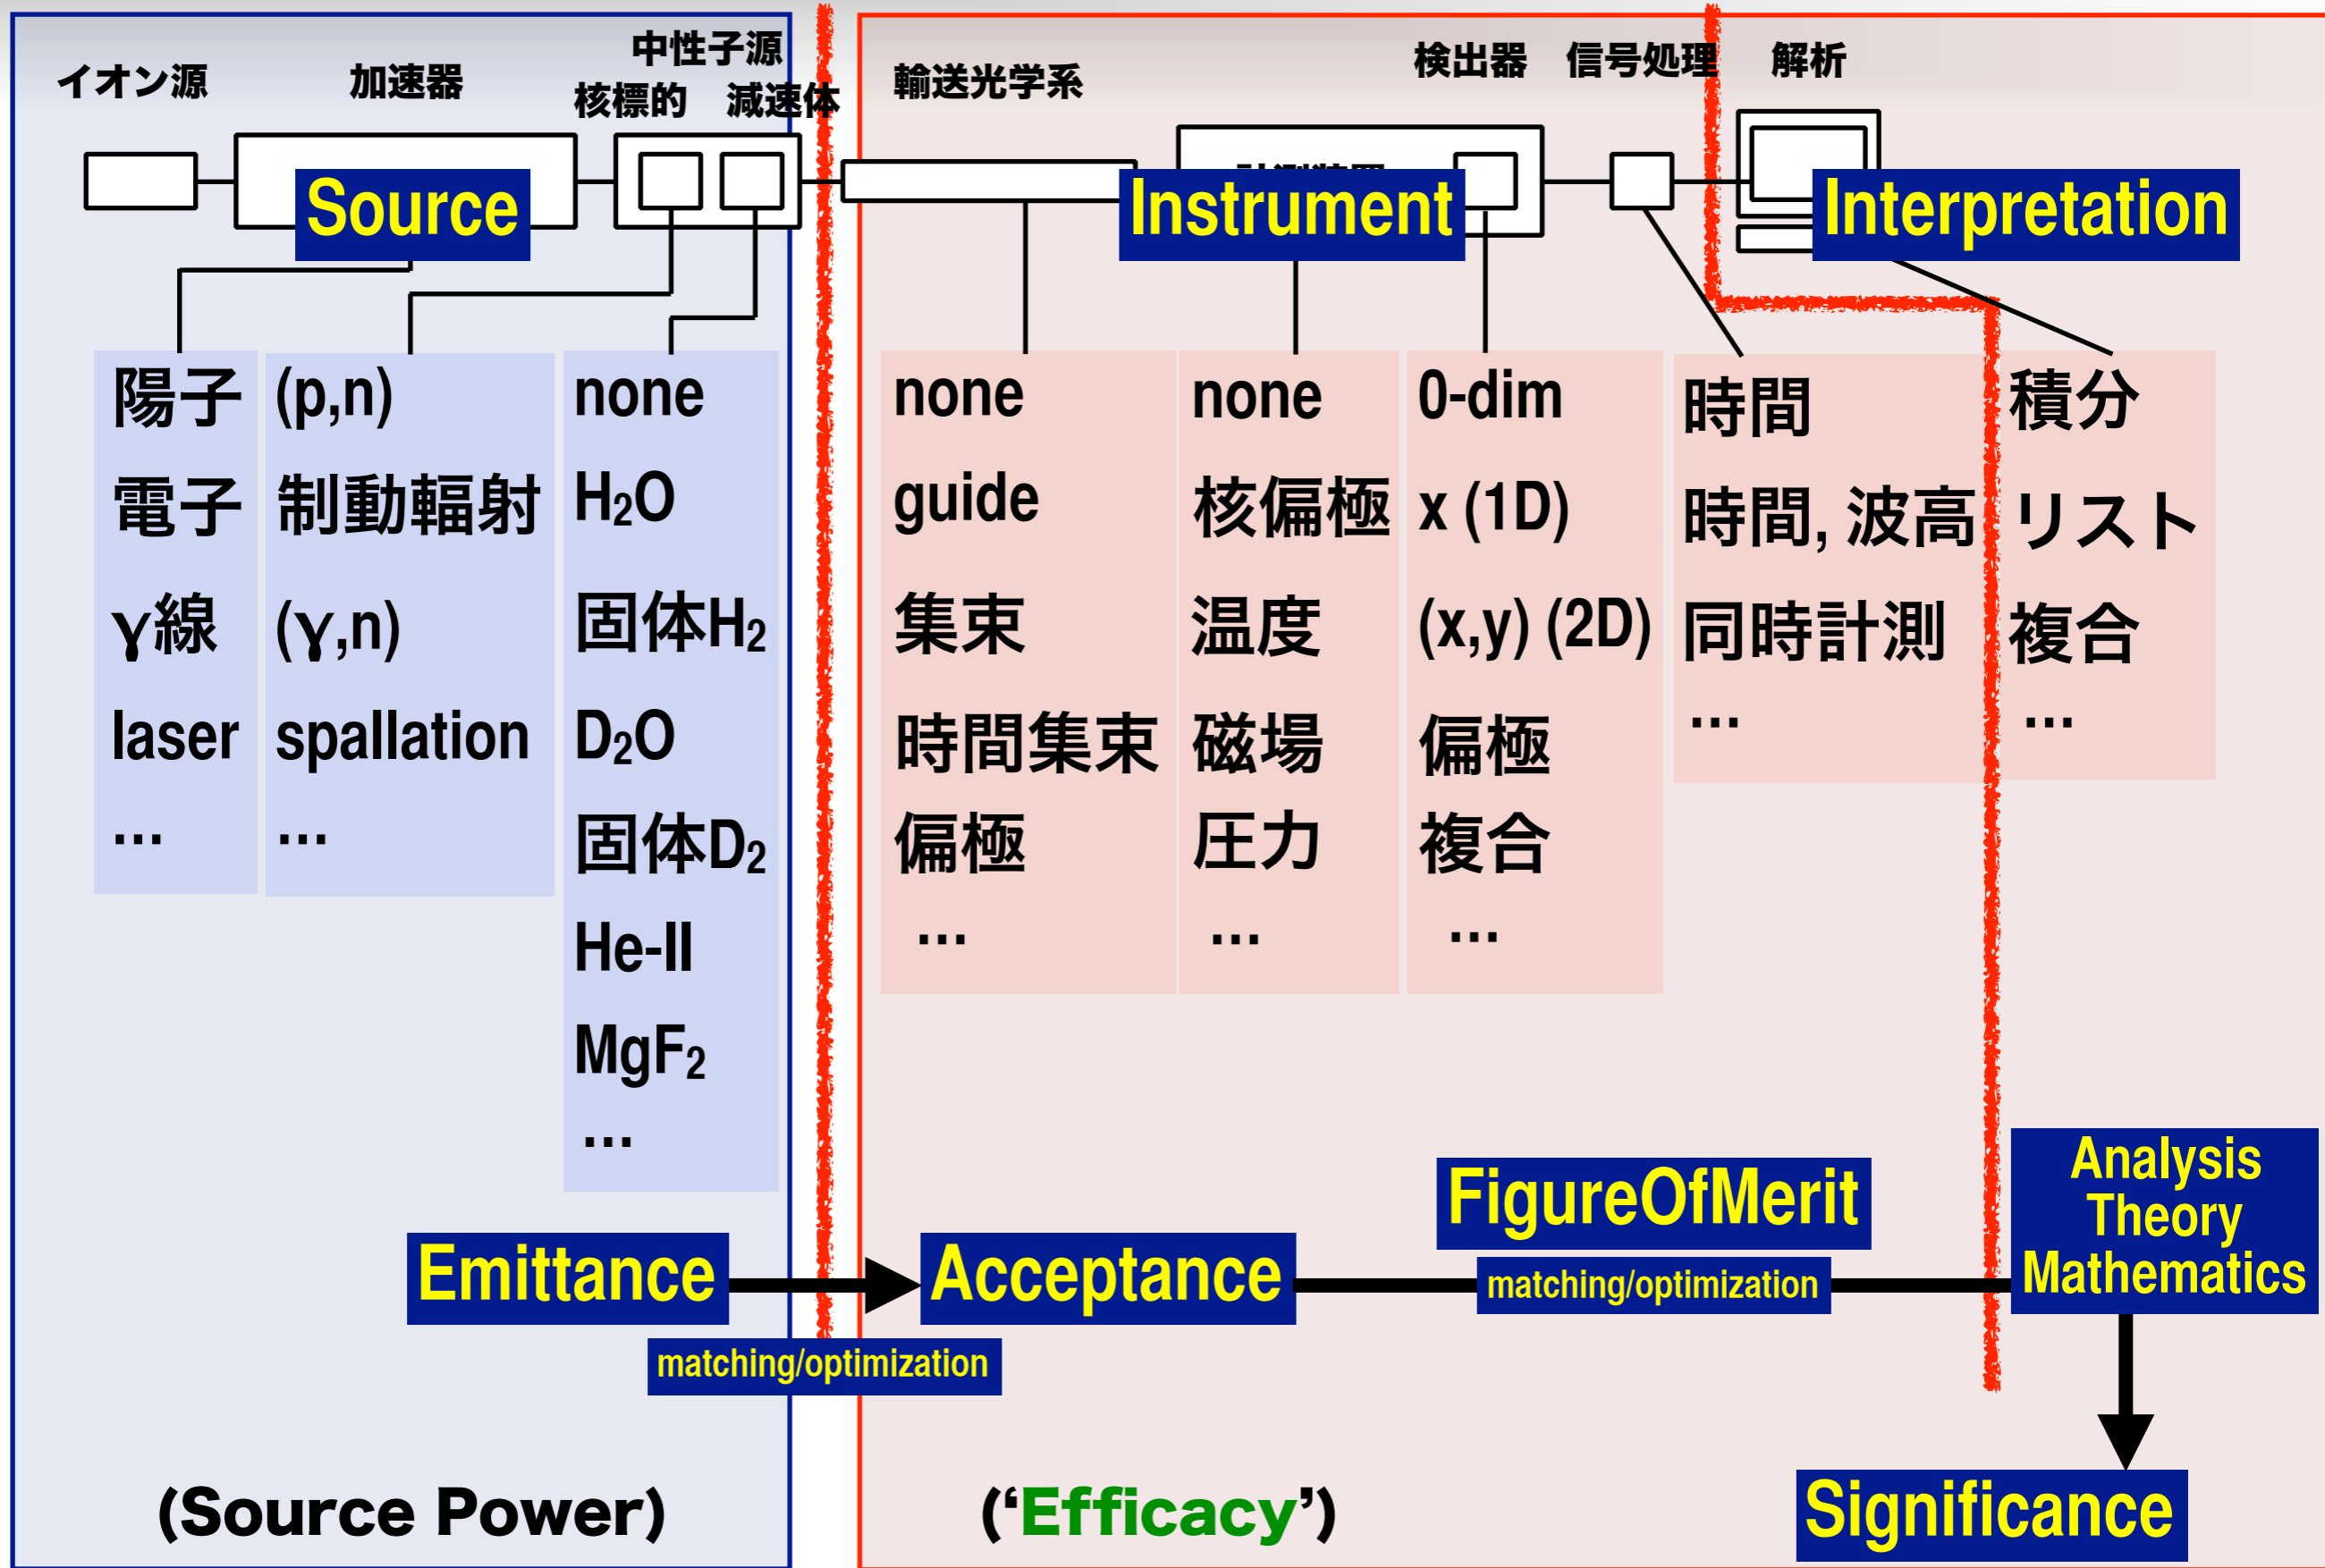 イオン源
加速器
中性子源
核標的 減速体
輸送光学系
検出器
信号処理
解析
Source
Instrument
Interpretation
陽子
電子
γ線
laser
...
(p,n)
制動輻射
(γ,n)
spallation
...
none
H₂O
固体H₂
D₂O
固体D₂
He-II
MgF₂
...
none
guide
集束
時間集束
偏極
...
none
核偏極
温度
磁場
圧力
...
0-dim
x (1D)
(x,y) (2D)
偏極
複合
...
時間
時間, 波高
同時計測
...
積分
リスト
複合
...
Emittance
matching/optimization
Acceptance
FigureOfMerit
matching/optimization
Analysis
Theory
Mathematics
Significance
(Source Power)
(‘Efficacy’)